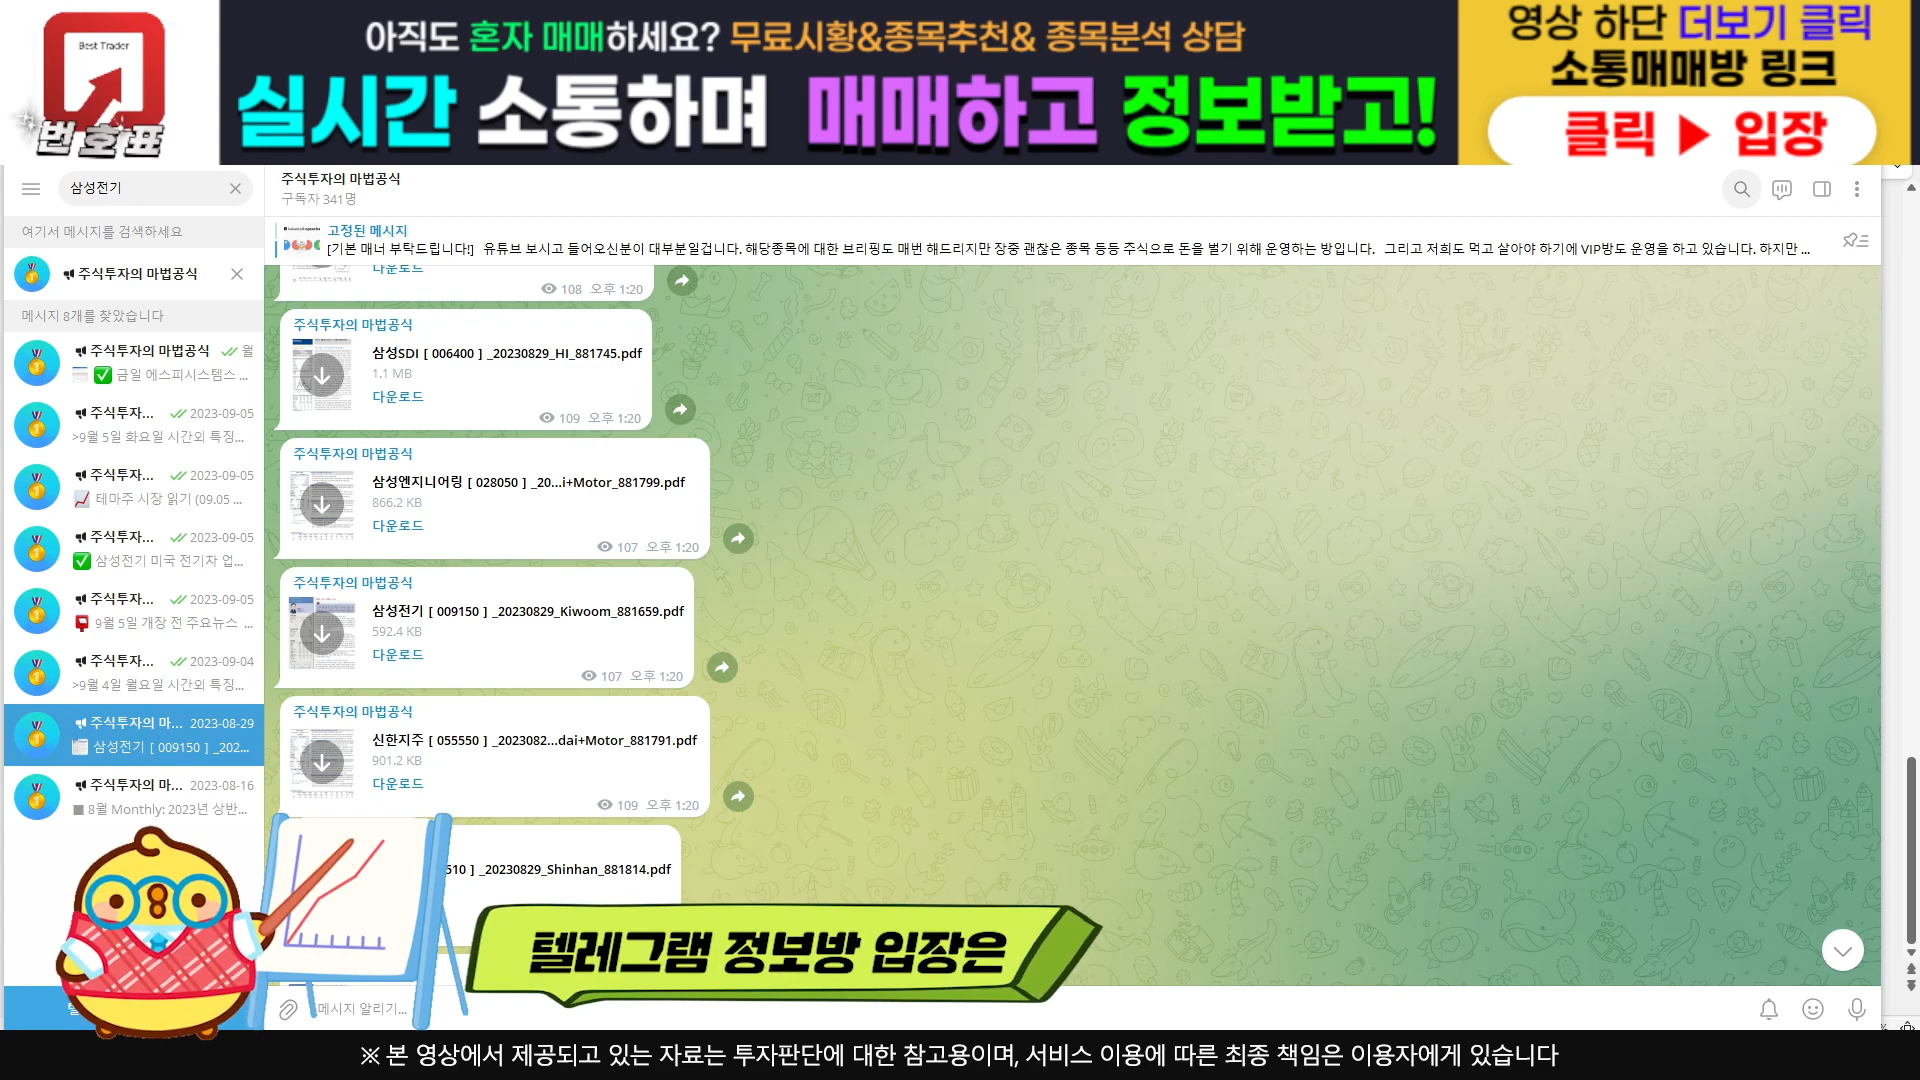 Best Trader
번호표
아직도 혼자 매매하세요? 무료시황&종목추천& 종목분석 상담
실시간 소통하며 매매하고 정보받고!
영상 하단 더보기 클릭
소통매매방 링크
클릭 ▶ 입장
삼성전기
주식투자의 마법공식
구독자 341명
여기서 메시지를 검색하세요
주식투자의 마법공식
메시지 8개를 찾았습니다
주식투자의 마법공식 월
✅ 금일 에스피시스템스 ...
주식투자... 2023-09-05
>9월 5일 화요일 시간외 특징...
주식투자... 2023-09-05
테마주 시장 읽기 (09.05 ...
주식투자... 2023-09-05
✅ 삼성전기 미국 전기차 업...
주식투자... 2023-09-05
9월 5일 개장 전 주요뉴스 ...
주식투자... 2023-09-04
>9월 4일 월요일 시간외 특징...
주식투자의 마... 2023-08-29
삼성전기 [ 009150 ] _202...
주식투자의 마... 2023-08-16
■ 8월 Monthly: 2023년 상반...
고정된 메시지
[기본 매너 부탁드립니다!] 유튜브 보시고 들어오신분이 대부분일겁니다. 해당종목에 대한 브리핑도 매번 해드리지만 장중 괜찮은 종목 등등 주식으로 돈을 벌기 위해 운영하는 방입니다. 그리고 저희도 먹고 살아야 하기에 VIP방도 운영을 하고 있습니다. 하지만 ...
다운로드
108 오후 1:20
주식투자의 마법공식
삼성SDI [ 006400 ] _20230829_HI_881745.pdf
1.1 MB
다운로드
109 오후 1:20
주식투자의 마법공식
삼성엔지니어링 [ 028050 ] _20...i+Motor_881799.pdf
866.2 KB
다운로드
107 오후 1:20
주식투자의 마법공식
삼성전기 [ 009150 ] _20230829_Kiwoom_881659.pdf
592.4 KB
다운로드
107 오후 1:20
주식투자의 마법공식
신한지주 [ 055550 ] _2023082...dai+Motor_881791.pdf
901.2 KB
다운로드
109 오후 1:20
510 ] _20230829_Shinhan_881814.pdf
텔레그램 정보방 입장은
메시지 알리기...
※ 본 영상에서 제공되고 있는 자료는 투자판단에 대한 참고용이며, 서비스 이용에 따른 최종 책임은 이용자에게 있습니다